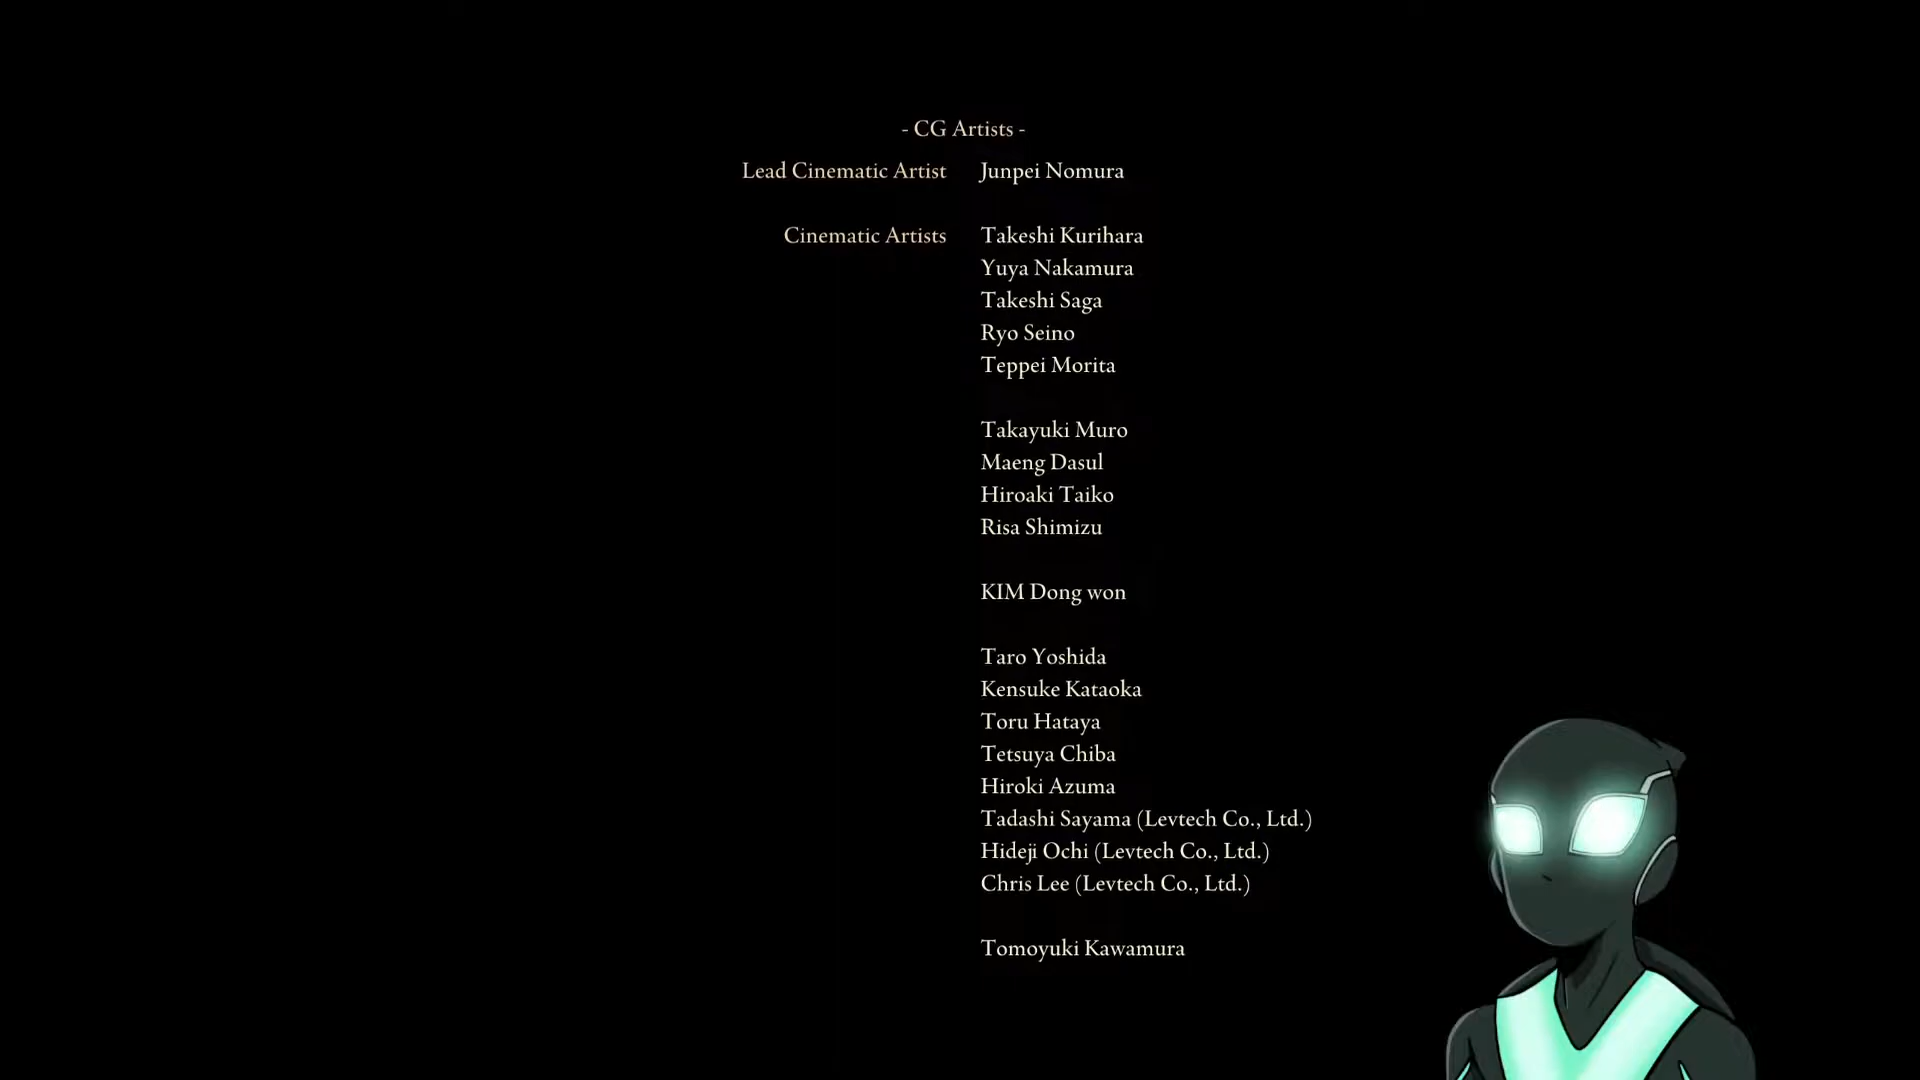 - CG Artists -
Lead Cinematic Artist Junpei Nomura
Cinematic Artists Takeshi Kurihara
Yuya Nakamura
Takeshi Saga
Ryo Seino
Teppei Morita
Takayuki Muro
Maeng Dasul
Hiroaki Taiko
Risa Shimizu
KIM Dong won
Taro Yoshida
Kensuke Kataoka
Toru Hataya
Tetsuya Chiba
Hiroki Azuma
Tadashi Sayama (Levtech Co., Ltd.)
Hideji Ochi (Levtech Co., Ltd.)
Chris Lee (Levtech Co., Ltd.)
Tomoyuki Kawamura